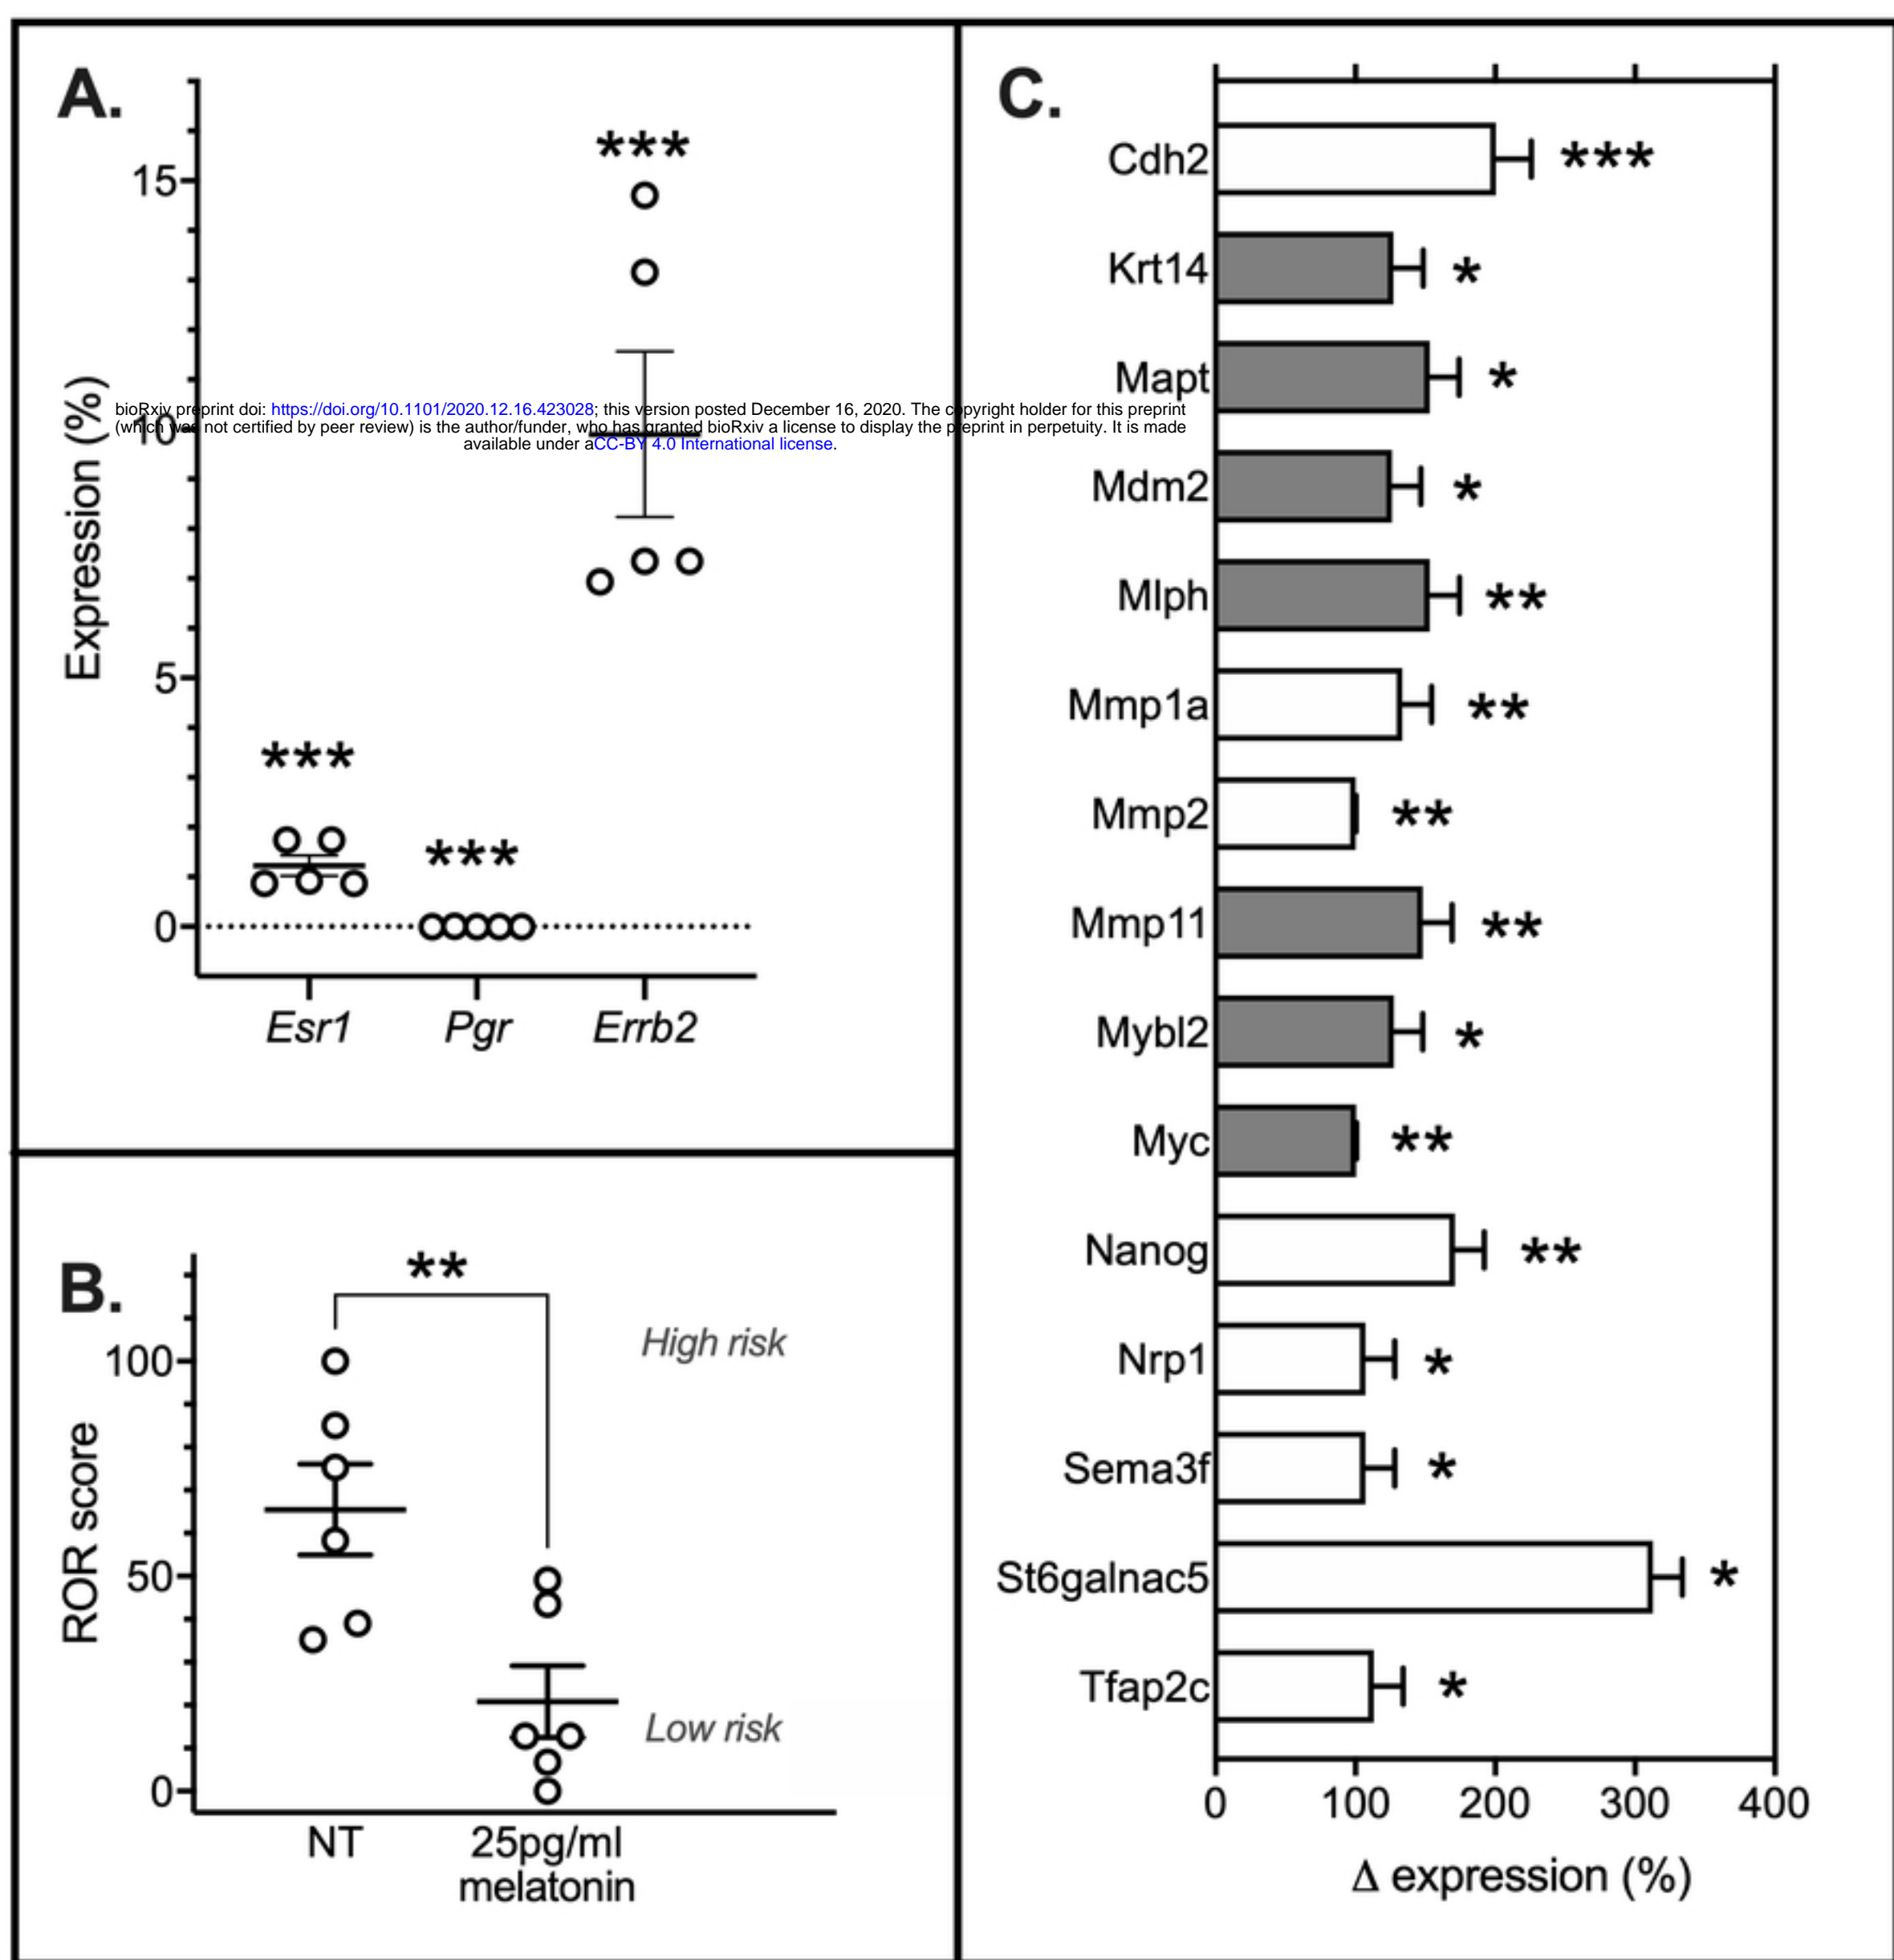 A.
***
15
***
***
10
5
0
Expression (%)
Esr1 Pgr Errb2
bioRxiv preprint doi: https://doi.org/10.1101/2020.12.16.423028; this version posted December 16, 2020. The copyright holder for this preprint
(which was not certified by peer review) is the author/funder, who has granted bioRxiv a license to display the preprint in perpetuity. It is made
available under aCC-BY 4.0 International license.
B.
**
High risk
100
50
0
ROR score
Low risk
NT 25pg/ml
melatonin
C.
Cdh2 ***
Krt14 *
Mapt *
Mdm2 *
Mlph **
Mmp1a **
Mmp2 **
Mmp11 **
Mybl2 *
Myc **
Nanog **
Nrp1 *
Sema3f *
St6galnac5 *
Tfap2c *
0 100 200 300 400
Δ expression (%)